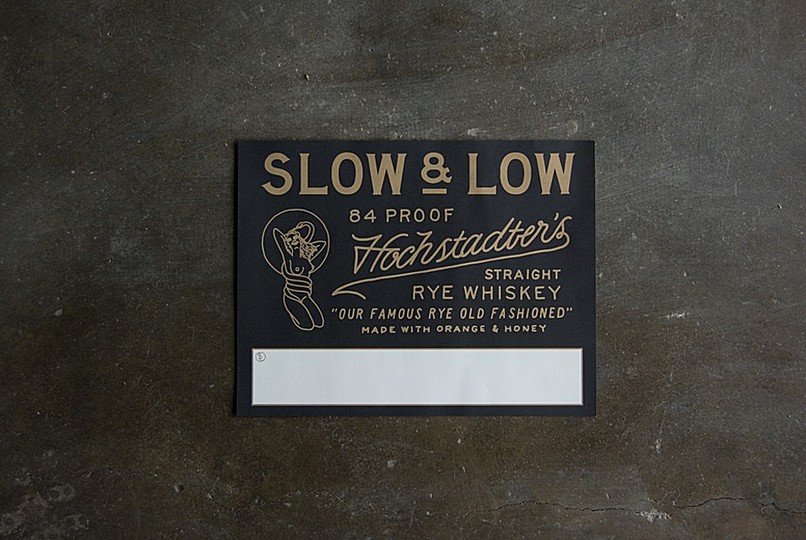 SLOW & LOW
84 PROOF
Hochstadter's
STRAIGHT
RYE WHISKEY
"OUR FAMOUS RYE OLD FASHIONED"
MADE WITH ORANGE & HONEY